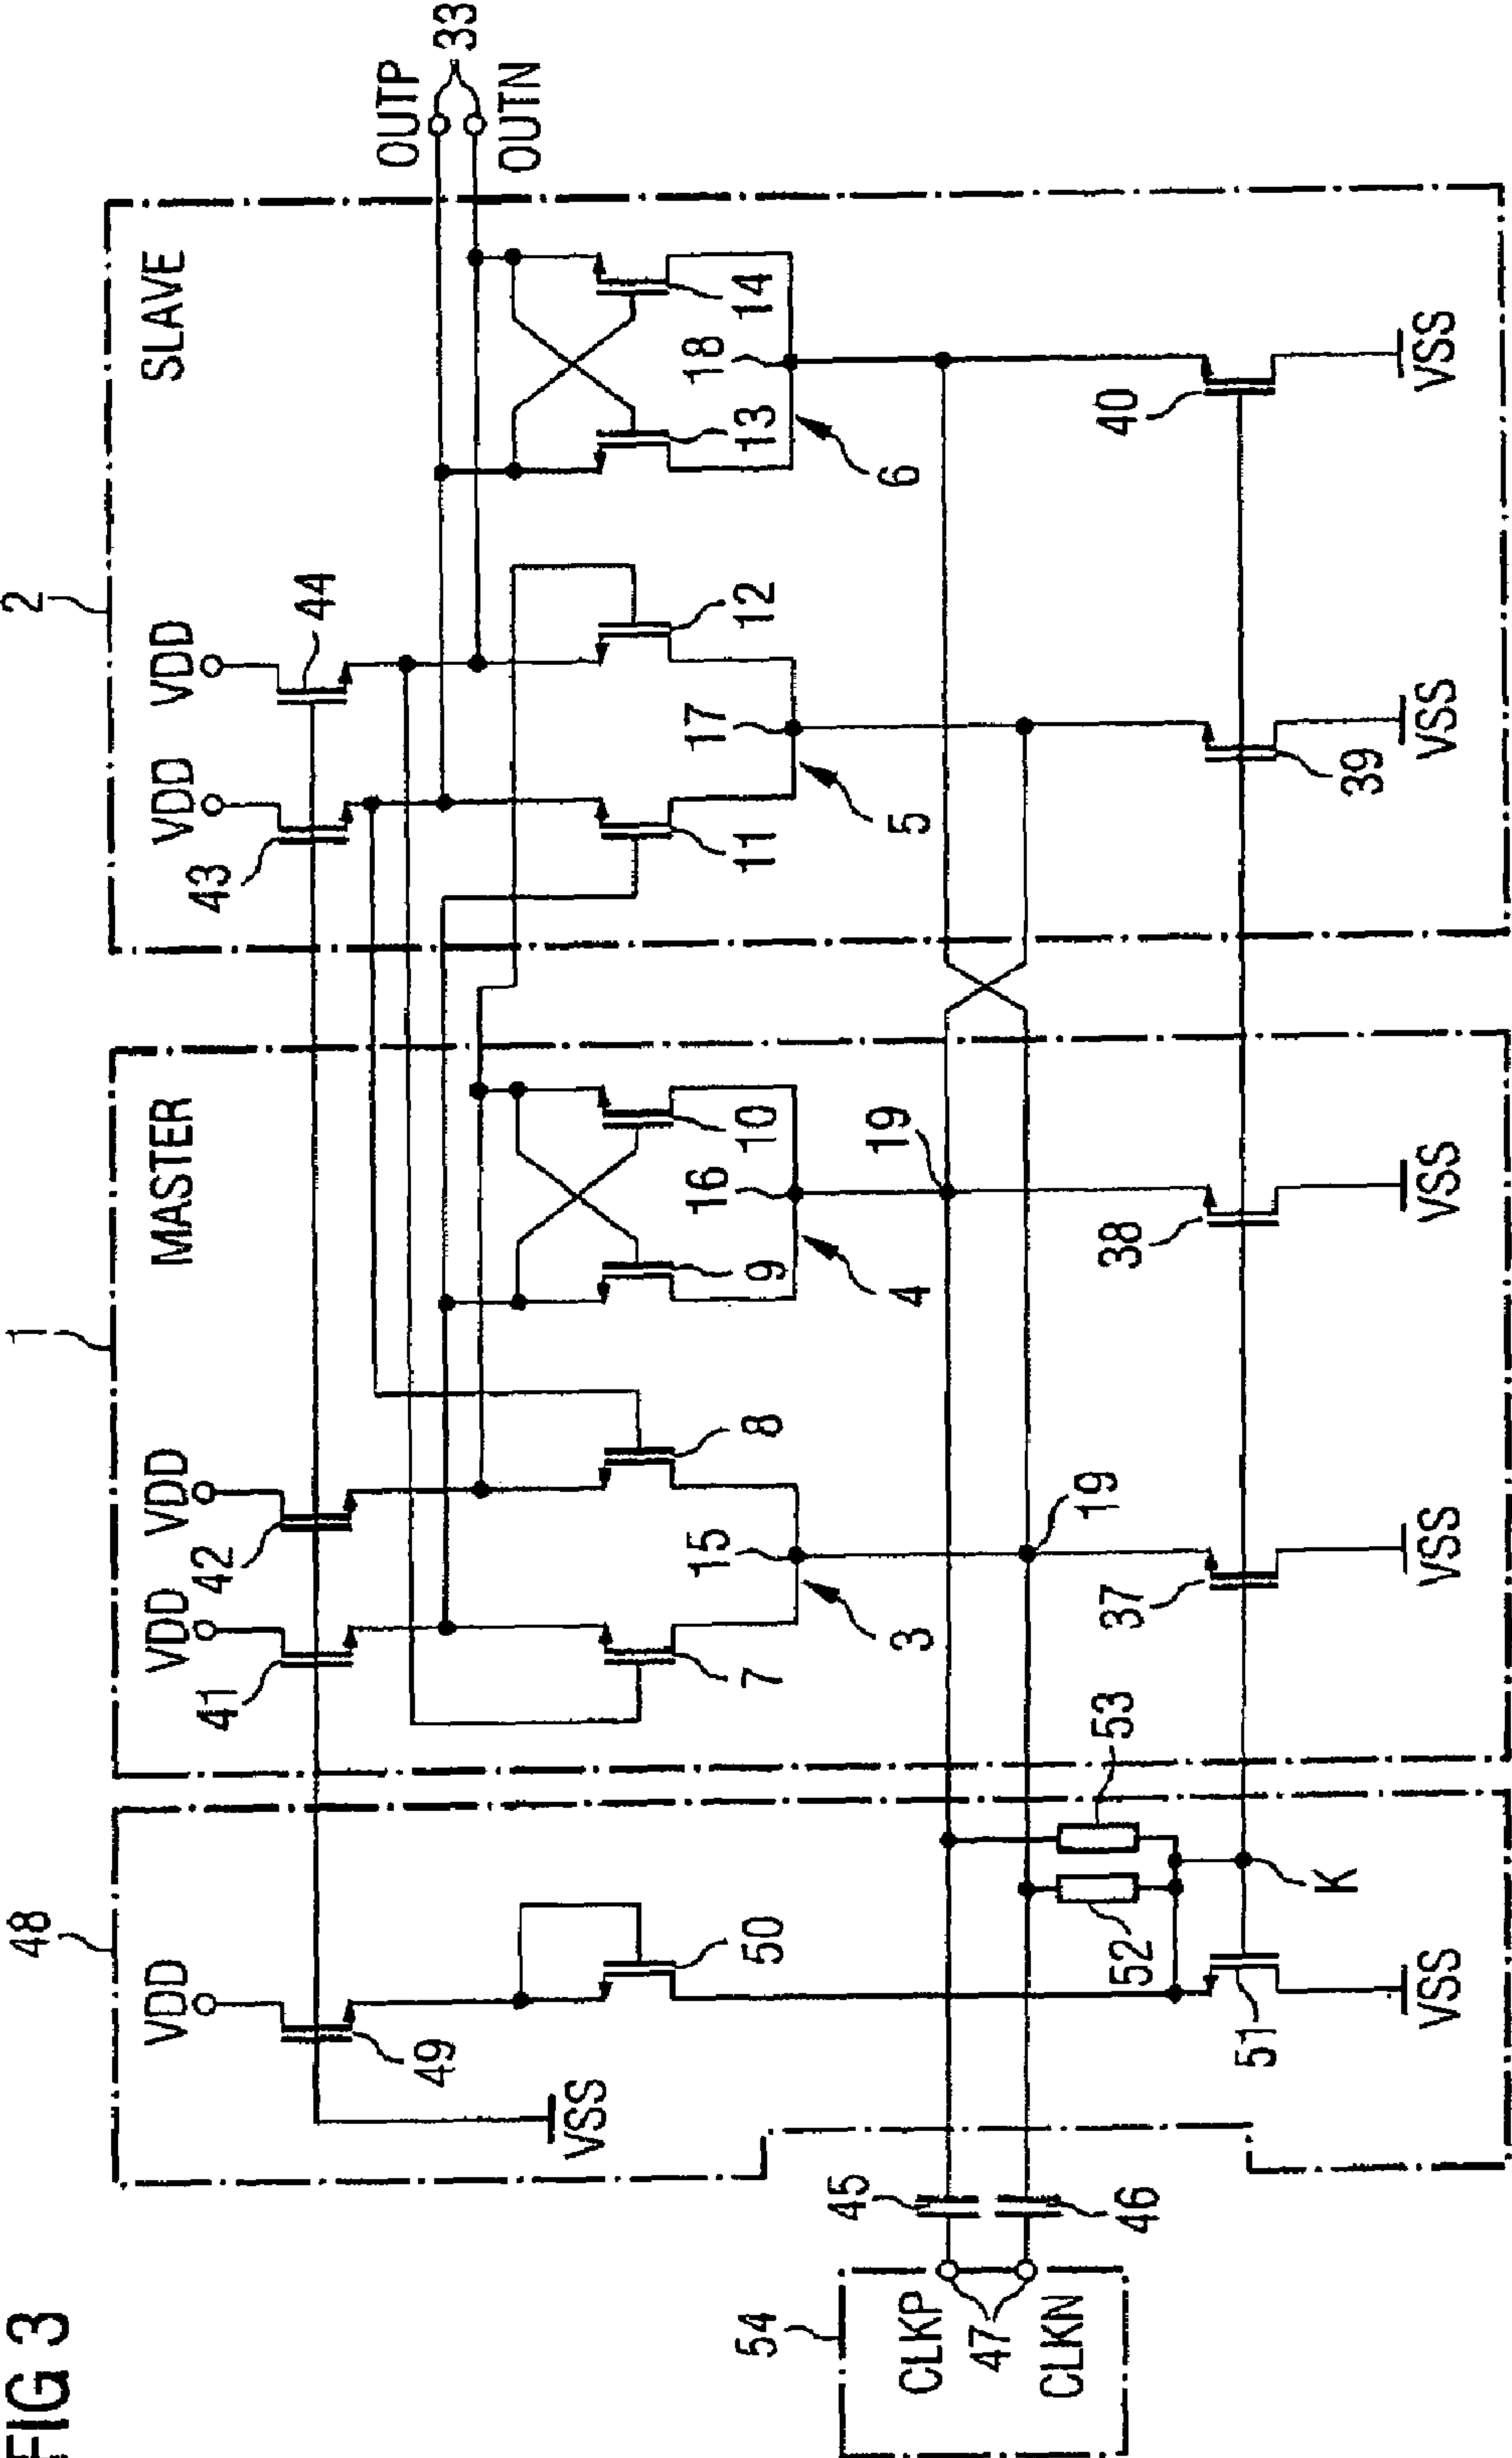 FIG 3
48
1
2
VDD
VDD
VDD
MASTER
VDD
VDD
SLAVE
49
41
42
43
44
OUTP
33
OUTN
VSS
50
7
8
9
10
11
12
13
14
15
16
17
18
3
4
5
6
54
CLKP
47
CLKN
45
46
19
19
52
53
K
51
37
38
39
40
VSS
VSS
VSS
VSS
VSS